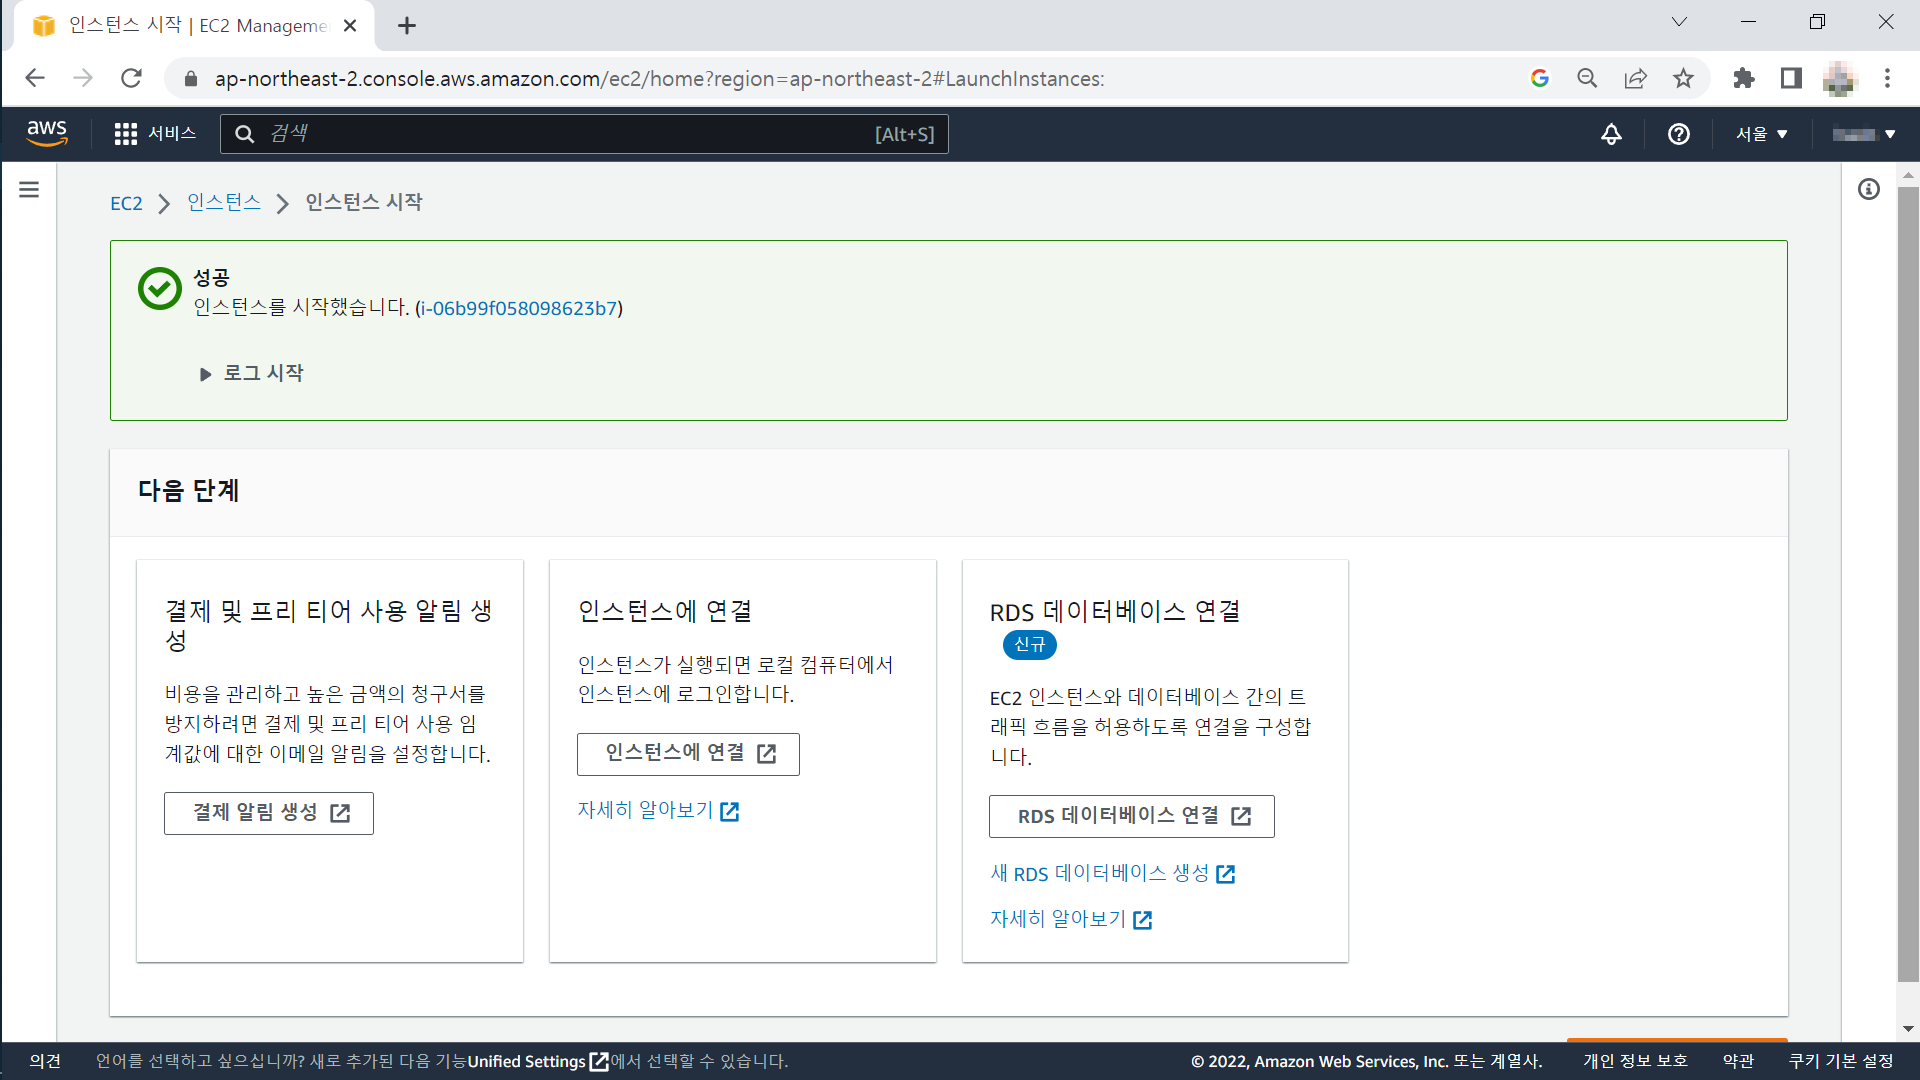 인스턴스 시작 | EC2 Manageme
ap-northeast-2.console.aws.amazon.com/ec2/home?region=ap-northeast-2#LaunchInstances:
aws
서비스
검색
[Alt+S]
서울
EC2
인스턴스
인스턴스 시작
성공
인스턴스를 시작했습니다. (i-06b99f058098623b7)
로그 시작
다음 단계
결제 및 프리 티어 사용 알림 생
성
비용을 관리하고 높은 금액의 청구서를
방지하려면 결제 및 프리 티어 사용 임
계값에 대한 이메일 알림을 설정합니다.
결제 알림 생성
인스턴스에 연결
인스턴스가 실행되면 로컬 컴퓨터에서
인스턴스에 로그인합니다.
인스턴스에 연결
자세히 알아보기
RDS 데이터베이스 연결
신규
EC2 인스턴스와 데이터베이스 간의 트
래픽 흐름을 허용하도록 연결을 구성합
니다.
RDS 데이터베이스 연결
새 RDS 데이터베이스 생성
자세히 알아보기
의견
언어를 선택하고 싶으십니까? 새로 추가된 다음 기능Unified Settings에서 선택할 수 있습니다.
© 2022, Amazon Web Services, Inc. 또는 계열사.
개인 정보 보호
약관
쿠키 기본 설정